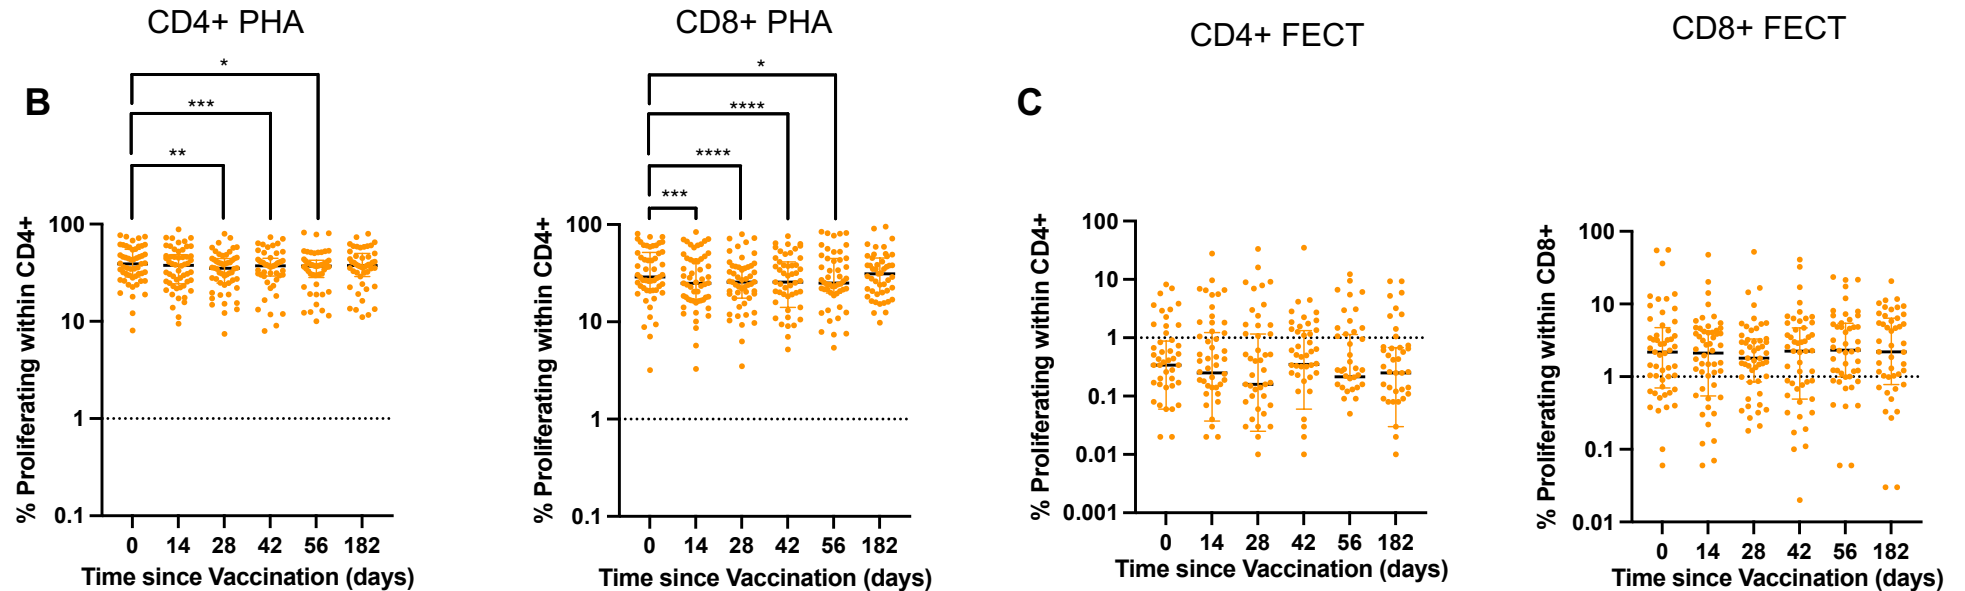 CD4+ PHA
CD8+ PHA
CD4+ FECT
CD8+ FECT
B
*
***
**
% Proliferating within CD4+
100
10
1
0.1
0 14 28 42 56 182
Time since Vaccination (days)
*
****
****
***
% Proliferating within CD4+
100
10
1
0.1
0 14 28 42 56 182
Time since Vaccination (days)
C
% Proliferating within CD4+
100
10
1
0.1
0.01
0.001
0 14 28 42 56 182
Time since Vaccination (days)
% Proliferating within CD8+
100
10
1
0.1
0.01
0 14 28 42 56 182
Time since Vaccination (days)